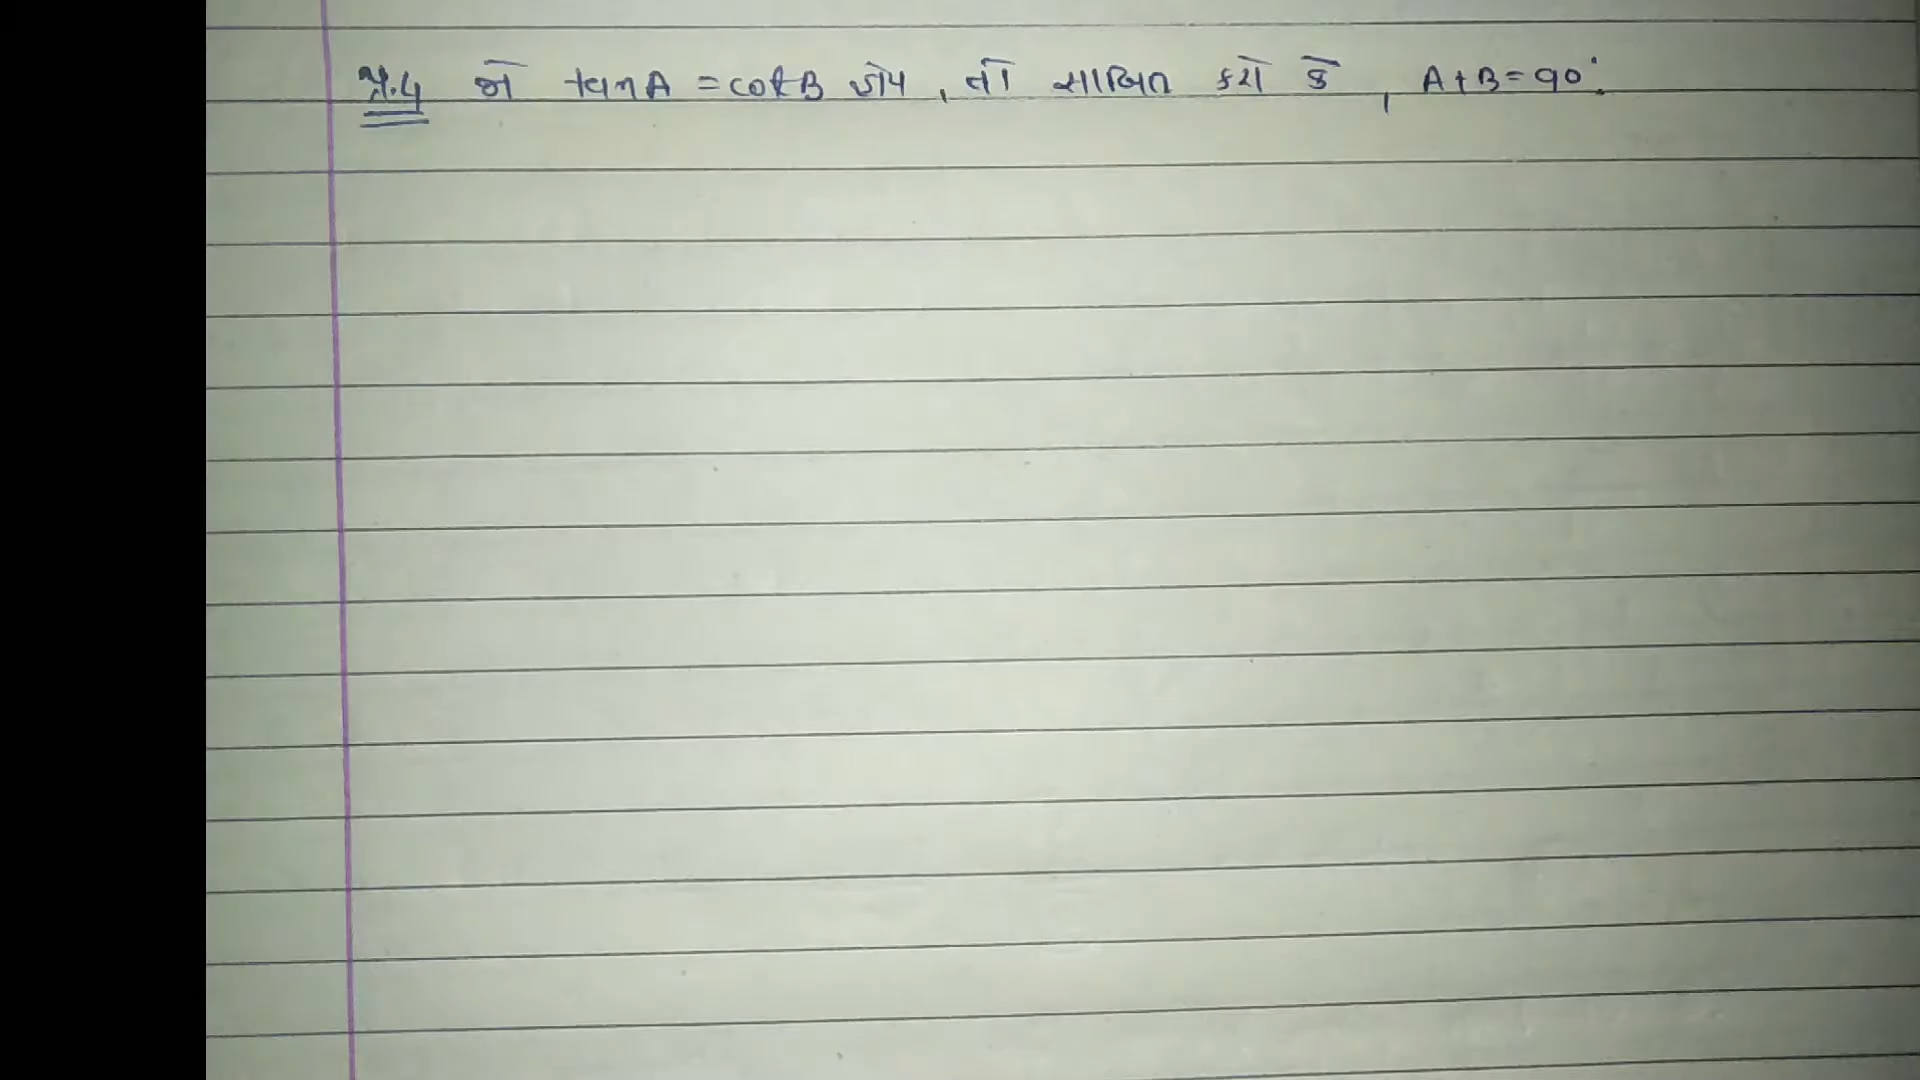 પ્ર.4 જો tanA = cotB હોય , તો સાબિત કરો કે , A+B=90°.